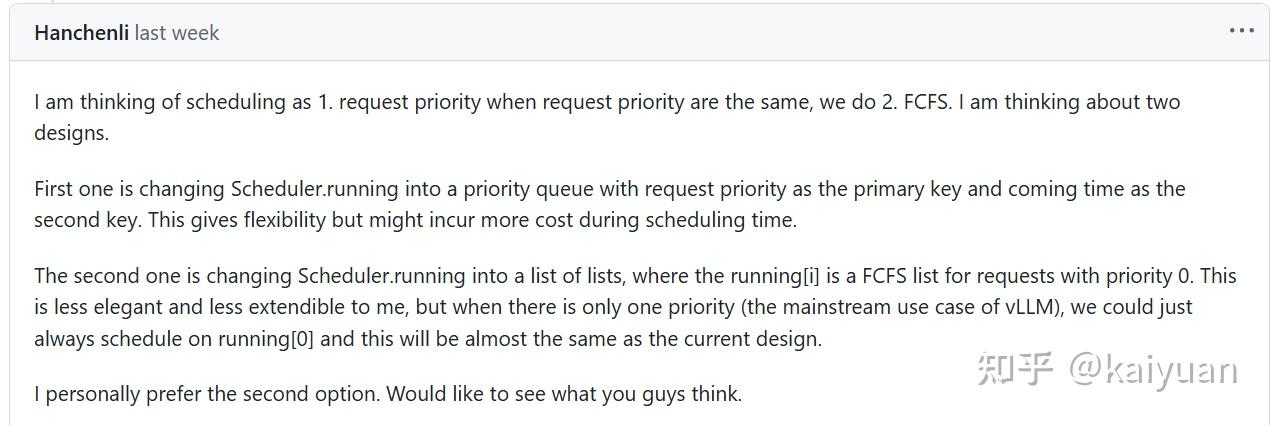 Hanchenli last week
I am thinking of scheduling as 1. request priority when request priority are the same, we do 2. FCFS. I am thinking about two
designs.
First one is changing Scheduler.running into a priority queue with request priority as the primary key and coming time as the
second key. This gives flexibility but might incur more cost during scheduling time.
The second one is changing Scheduler.running into a list of lists, where the running[i] is a FCFS list for requests with priority 0. This
is less elegant and less extendible to me, but when there is only one priority (the mainstream use case of vLLM), we could just
always schedule on running[0] and this will be almost the same as the current design.
I personally prefer the second option. Would like to see what you guys think.
知乎 @kaiyuan